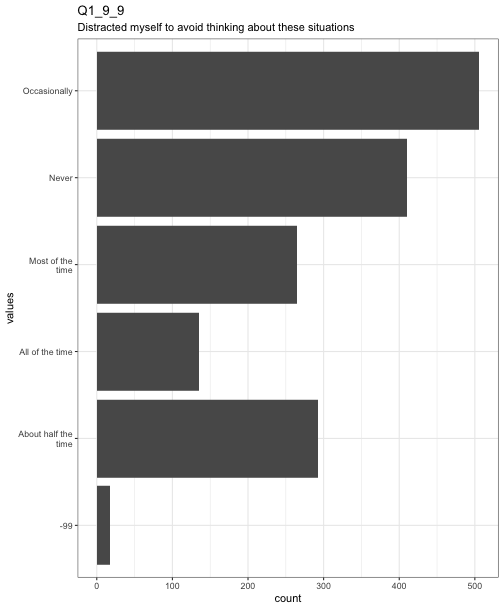 Q1_9_9
Distracted myself to avoid thinking about these situations
Occasionally
Never
Most of the
time
All of the time
About half the
time
-99
values
0 100 200 300 400 500
count